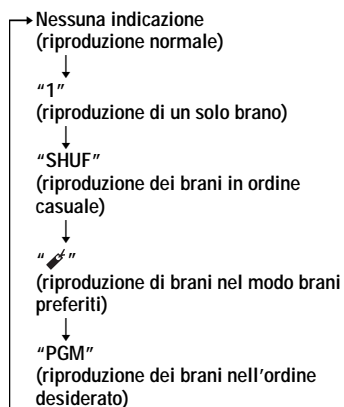 Nessuna indicazione
(riproduzione normale)
“1”
(riproduzione di un solo brano)
“SHUF”
(riproduzione dei brani in ordine
casuale)
“ ”
(riproduzione di brani nel modo brani
preferiti)
“PGM”
(riproduzione dei brani nell'ordine
desiderato)